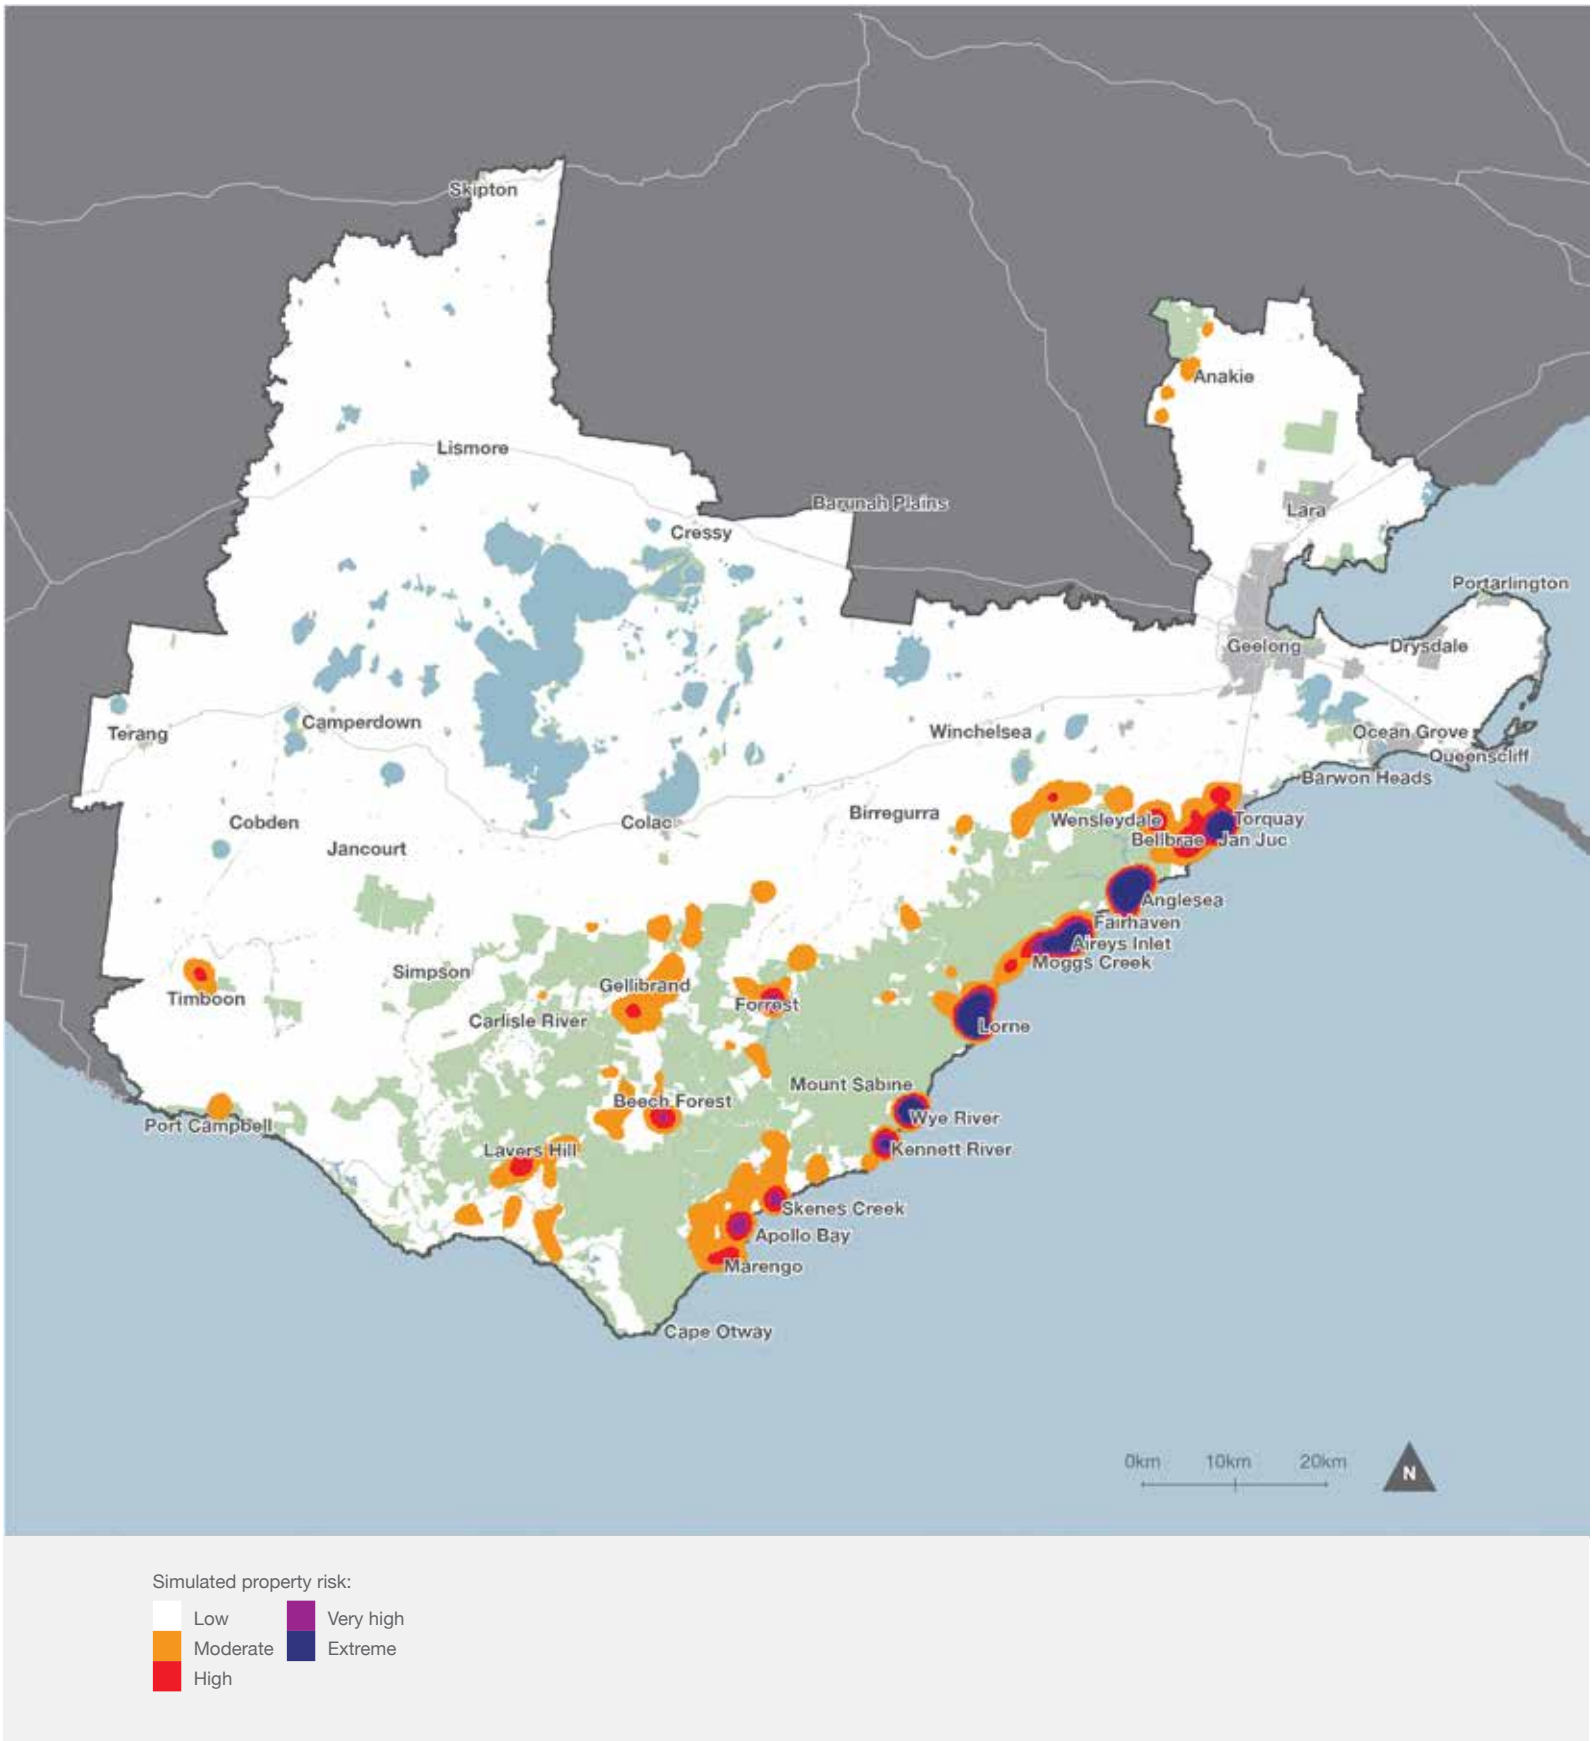 Skipton
Anakie
Lismore
Barunah Plains
Lara
Cressy
Portarlington
Geelong
Drysdale
Camperdown
Terang
Winchelsea
Ocean Grove
Queenscliff
Barwon Heads
Birregurra
Cobden
Colac
Wensleydale
Torquay
Bellbrae
Jan Juc
Jancourt
Anglesea
Fairhaven
Aireys Inlet
Moggs Creek
Simpson
Gellibrand
Timboon
Forrest
Carlisle River
Lorne
Mount Sabine
Beech Forest
Wye River
Port Campbell
Lavers Hill
Kennett River
Skenes Creek
Apollo Bay
Marengo
Cape Otway
0km 10km 20km
N
Simulated property risk:
Low
Very high
Moderate
Extreme
High